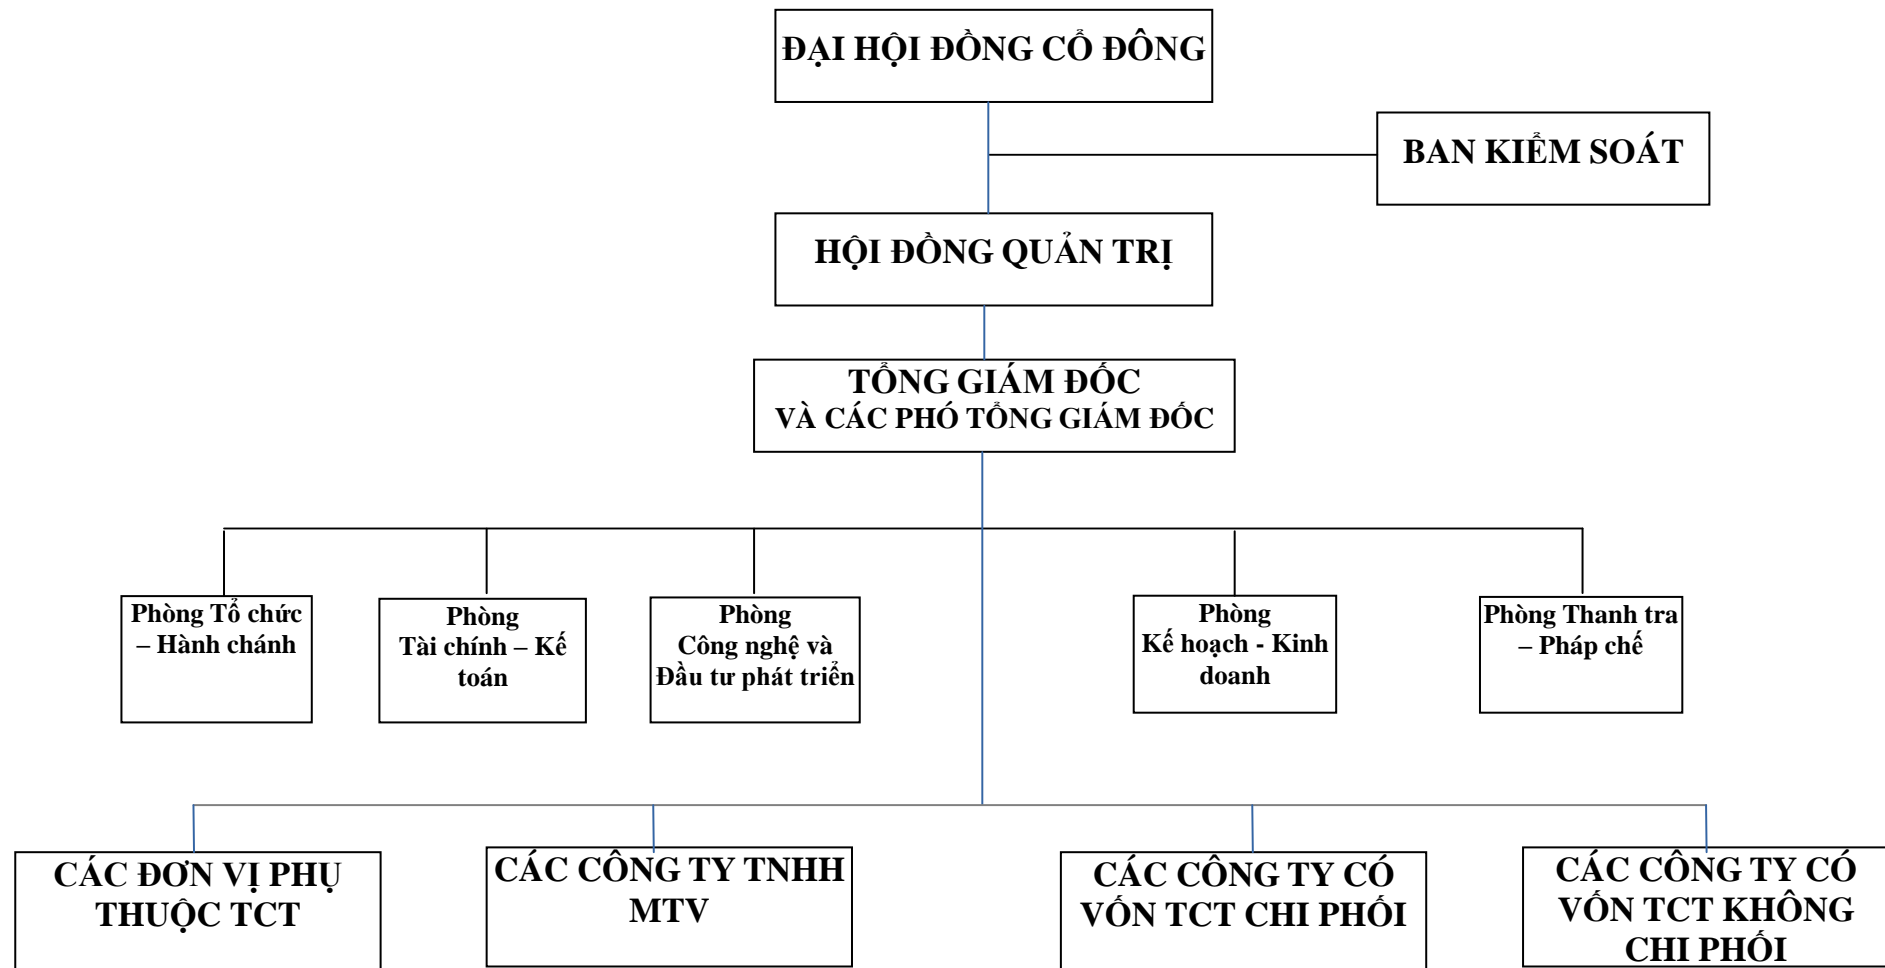 ĐẠI HỘI ĐỒNG CỔ ĐÔNG
BAN KIỂM SOÁT
HỘI ĐỒNG QUẢN TRỊ
TỔNG GIÁM ĐỐC
VÀ CÁC PHÓ TỔNG GIÁM ĐỐC
Phòng Tổ chức
– Hành chánh
Phòng
Tài chính – Kế
toán
Phòng
Công nghệ và
Đầu tư phát triển
Phòng
Kế hoạch - Kinh
doanh
Phòng Thanh tra
– Pháp chế
CÁC ĐƠN VỊ PHỤ
THUỘC TCT
CÁC CÔNG TY TNHH
MTV
CÁC CÔNG TY CÓ
VỐN TCT CHI PHỐI
CÁC CÔNG TY CÓ
VỐN TCT KHÔNG
CHI PHỐI